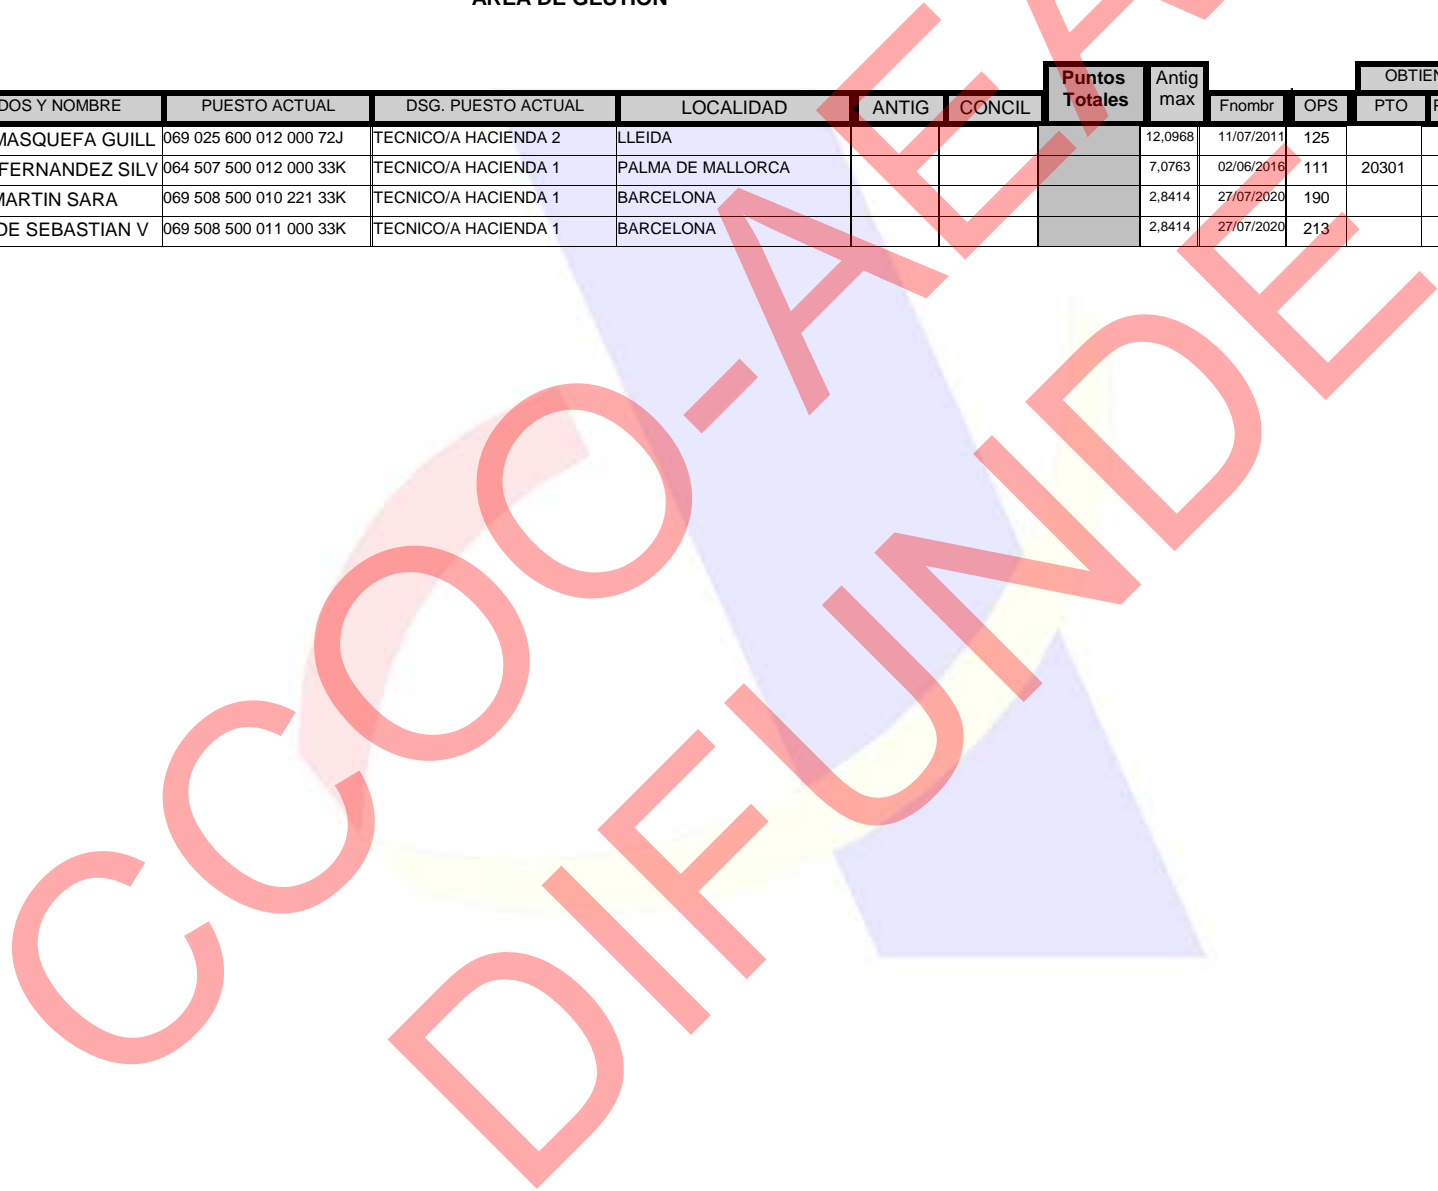 AREA DE GESTION
Puntos Totales Antig max OBTIEN
DOS Y NOMBRE PUESTO ACTUAL DSG. PUESTO ACTUAL LOCALIDAD ANTIG CONCIL Fnombr OPS PTO
MASQUEFA GUILL 069 025 600 012 000 72J TECNICO/A HACIENDA 2 LLEIDA 12,0968 11/07/2011 125
FERNANDEZ SILV 064 507 500 012 000 33K TECNICO/A HACIENDA 1 PALMA DE MALLORCA 7,0763 02/06/2016 111 20301
MARTIN SARA 069 508 500 010 221 33K TECNICO/A HACIENDA 1 BARCELONA 2,8414 27/07/2020 190
DE SEBASTIAN V 069 508 500 011 000 33K TECNICO/A HACIENDA 1 BARCELONA 2,8414 27/07/2020 213
CCOO-AEA
DIFUNDE